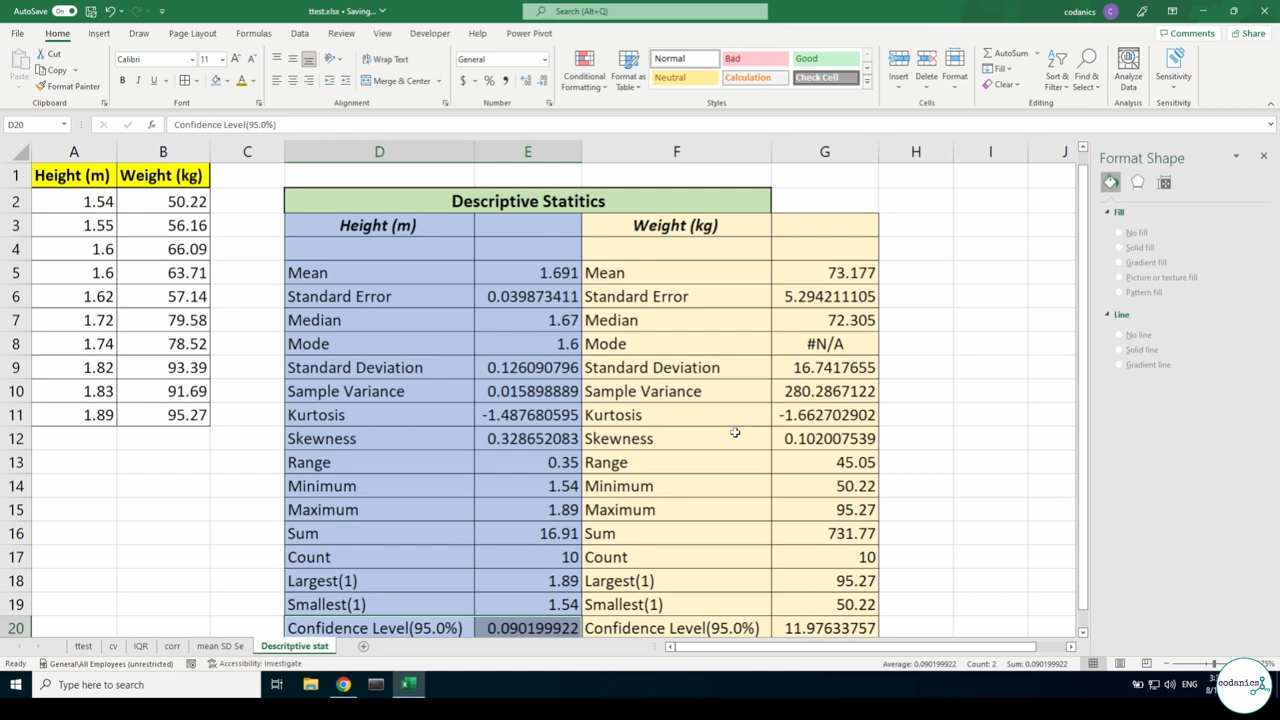 AutoSave On ttest.xlsx - Saving... Search (Alt+Q) codanics C
File Home Insert Draw Page Layout Formulas Data Review View Developer Help Power Pivot Comments Share
Paste Cut Copy Format Painter Clipboard
Calibri 11 B I U A Font
Wrap Text Merge & Center Alignment
General $ % Number
Conditional Formatting Format as Table Normal Bad Good Neutral Calculation Check Cell Styles
Insert Delete Format Cells
AutoSum Fill Clear Sort & Filter Find & Select Editing
Analyze Data Analysis
Sensitivity Sensitivity
D20 fx Confidence Level(95.0%)
A B C D E F G H I J
1 Height (m) Weight (kg)
2 1.54 50.22 Descriptive Statitics
3 1.55 56.16 Height (m) Weight (kg)
4 1.6 66.09
5 1.6 63.71 Mean 1.691 Mean 73.177
6 1.62 57.14 Standard Error 0.039873411 Standard Error 5.294211105
7 1.72 79.58 Median 1.67 Median 72.305
8 1.74 78.52 Mode 1.6 Mode #N/A
9 1.82 93.39 Standard Deviation 0.126090796 Standard Deviation 16.7417655
10 1.83 91.69 Sample Variance 0.015898889 Sample Variance 280.2867122
11 1.89 95.27 Kurtosis -1.487680595 Kurtosis -1.662702902
12 Skewness 0.328652083 Skewness 0.102007539
13 Range 0.35 Range 45.05
14 Minimum 1.54 Minimum 50.22
15 Maximum 1.89 Maximum 95.27
16 Sum 16.91 Sum 731.77
17 Count 10 Count 10
18 Largest(1) 1.89 Largest(1) 95.27
19 Smallest(1) 1.54 Smallest(1) 50.22
20 Confidence Level(95.0%) 0.090199922 Confidence Level(95.0%) 11.97633757
Format Shape
Fill
No fill
Solid fill
Gradient fill
Picture or texture fill
Pattern fill
Line
No line
Solid line
Gradient line
ttest cv IQR corr mean SD Se Descritptive stat
Ready General\All Employees (unrestricted) Accessibility: Investigate Average: 0.090199922 Count: 2 Sum: 0.090199922
Type here to search ENG
codanics